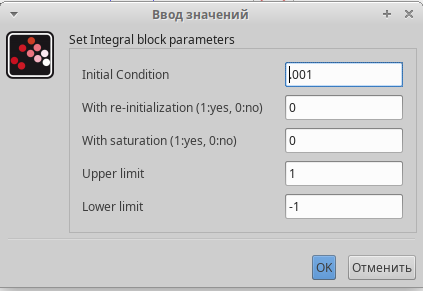 Ввод значений
Set Integral block parameters
Initial Condition .001
With re-initialization (1:yes, 0:no) 0
With saturation (1:yes, 0:no) 0
Upper limit 1
Lower limit -1
OK Отменить